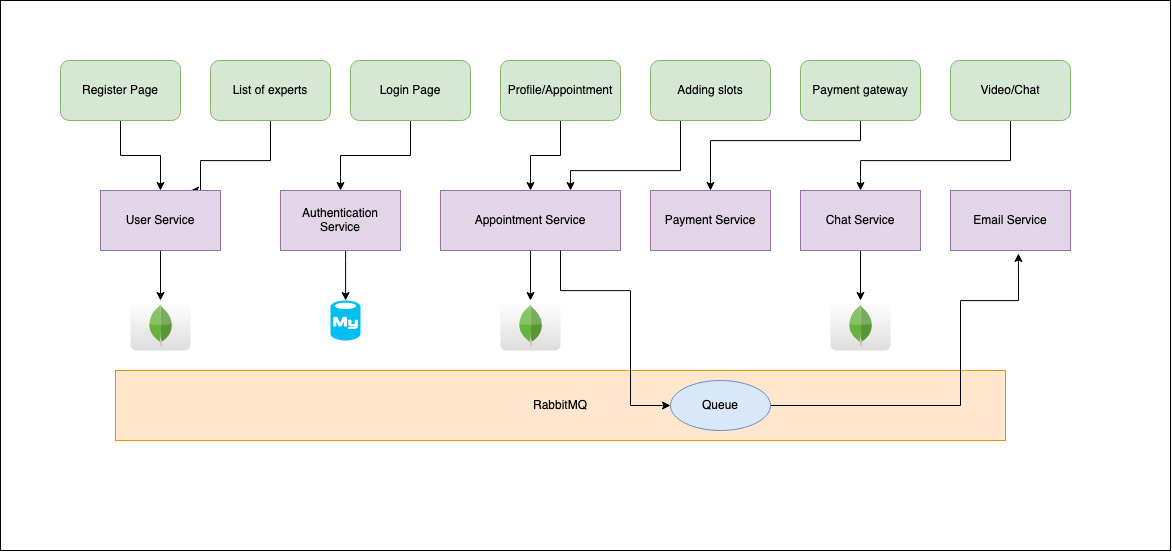 Register Page
List of experts
Login Page
Profile/Appointment
Adding slots
Payment gateway
Video/Chat
User Service
Authentication
Service
Appointment Service
Payment Service
Chat Service
Email Service
My
RabbitMQ
Queue